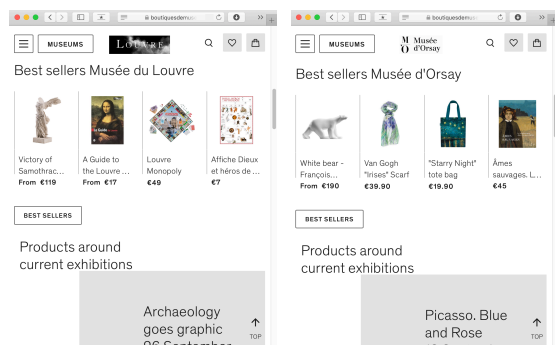 boutiquesdemus
MUSEUMS
LOUVRE
Best sellers Musée du Louvre
Victory of
Samothrac...
From €119
A Guide to
the Louvre ...
From €17
Louvre
Monopoly
€49
Affiche Dieux
et héros de ...
€7
BEST SELLERS
Products around
current exhibitions
Archaeology
goes graphic
TOP
boutiquesdemus
MUSEUMS
M
O
Musée
d'Orsay
Best sellers Musée d'Orsay
White bear -
François...
From €190
Van Gogh
"Irises" Scarf
€39.90
"Starry Night"
tote bag
€19.90
Âmes
sauvages. L...
€45
BEST SELLERS
Products around
current exhibitions
Picasso. Blue
and Rose
TOP